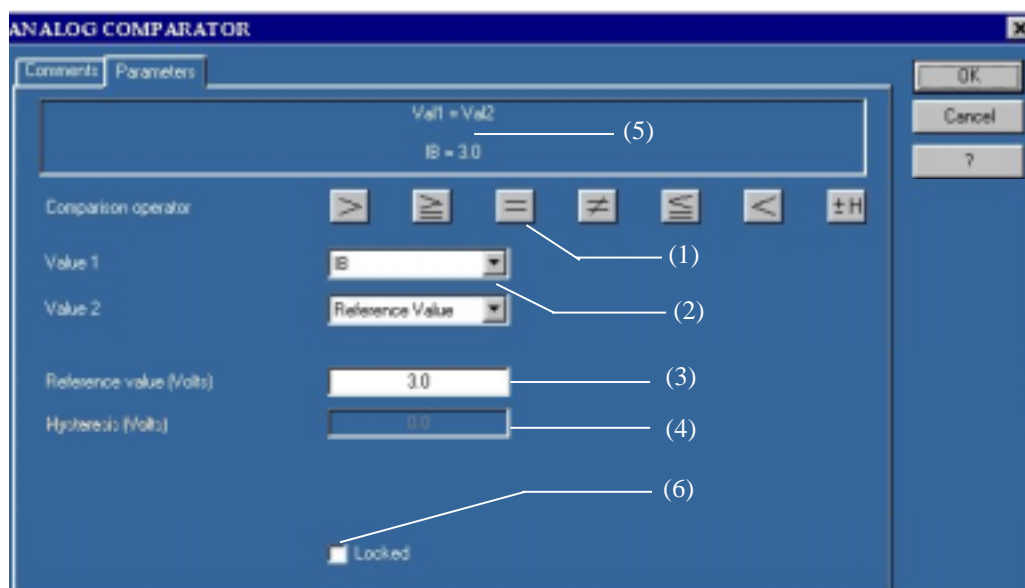 ANALOG COMPARATOR
Comments Parameters
OK
Cancel
?
Val1 = Val2
IB = 3.0
(5)
Comparison operator > ≧ = ≠ ≦ < ±H
(1)
Value 1 IB
(2)
Value 2 Reference Value
Reference value (Volts) 3.0 (3)
Hysteresis (Volts) 0.0 (4)
(6)
Locked